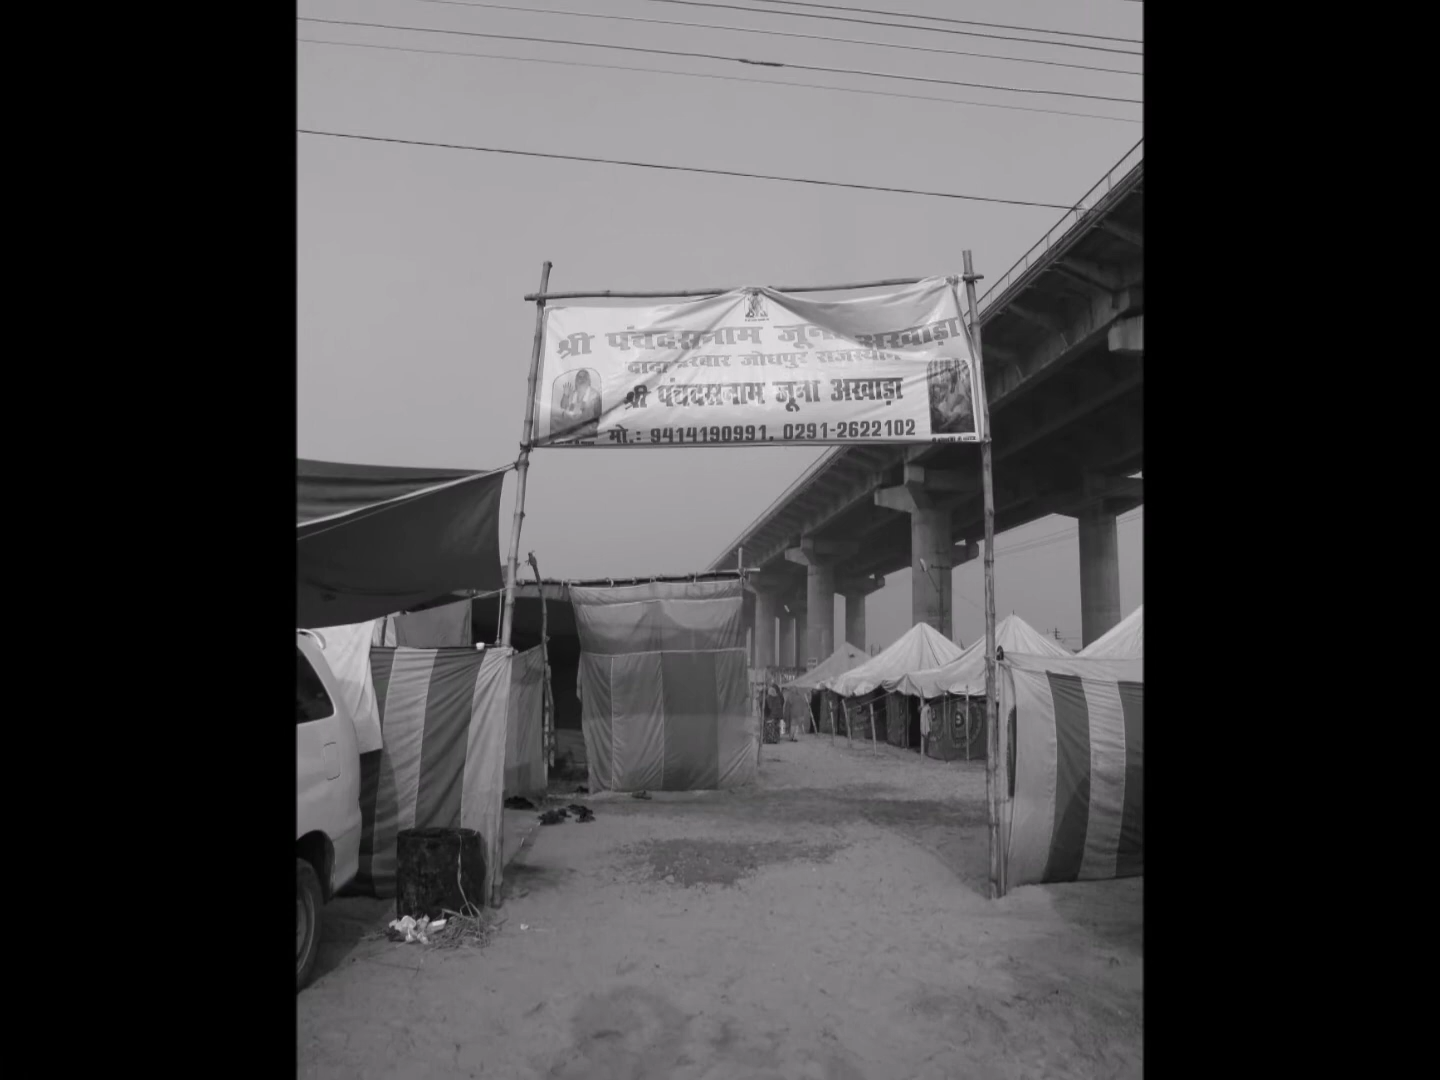 श्री पंचदसनाम जूना अखाड़ा
दादा दरबार जोधपुर राजस्थान
श्री पंचदसनाम जूना अखाड़ा
मो.: 9414190991, 0291-2622102